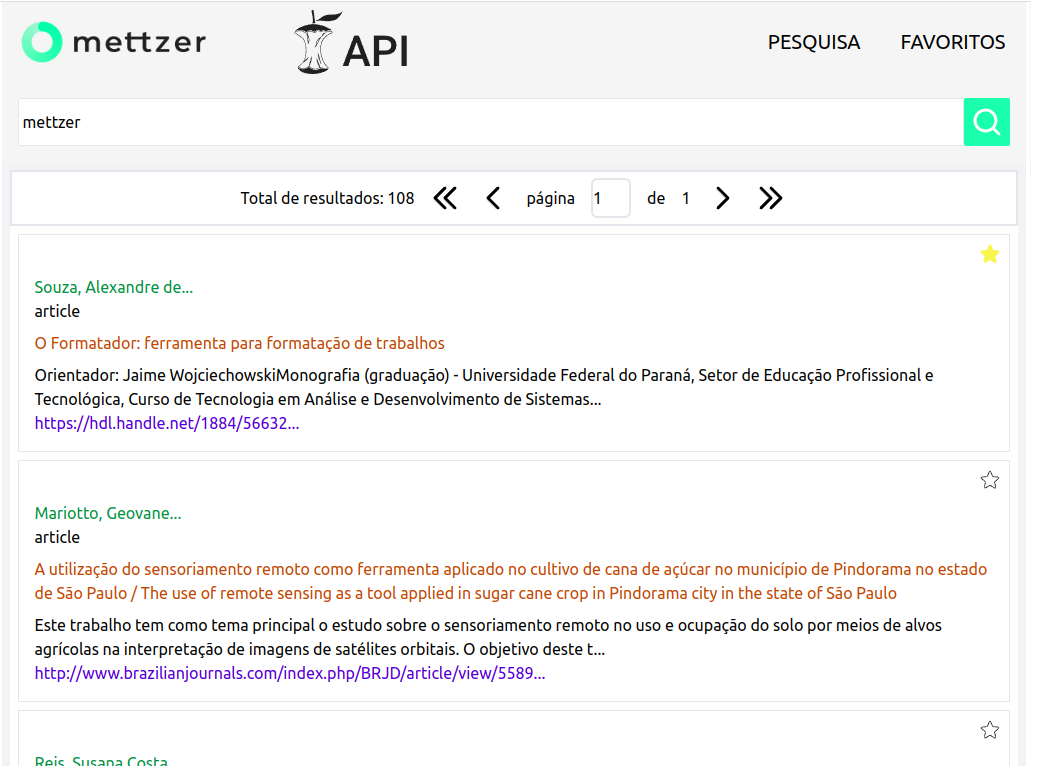 mettzer
API
PESQUISA
FAVORITOS
mettzer
Total de resultados: 108
página 1 de 1
Souza, Alexandre de...
article
O Formatador: ferramenta para formatação de trabalhos
Orientador: Jaime WojciechowskiMonografia (graduação) - Universidade Federal do Paraná, Setor de Educação Profissional e
Tecnológica, Curso de Tecnologia em Análise e Desenvolvimento de Sistemas...
https://hdl.handle.net/1884/56632...
Mariotto, Geovane...
article
A utilização do sensoriamento remoto como ferramenta aplicado no cultivo de cana de açúcar no município de Pindorama no estado
de São Paulo / The use of remote sensing as a tool applied in sugar cane crop in Pindorama city in the state of São Paulo
Este trabalho tem como tema principal o estudo sobre o sensoriamento remoto no uso e ocupação do solo por meios de alvos
agrícolas na interpretação de imagens de satélites orbitais. O objetivo deste t...
http://www.brazilianjournals.com/index.php/BRJD/article/view/5589...
Reis, Susana Costa